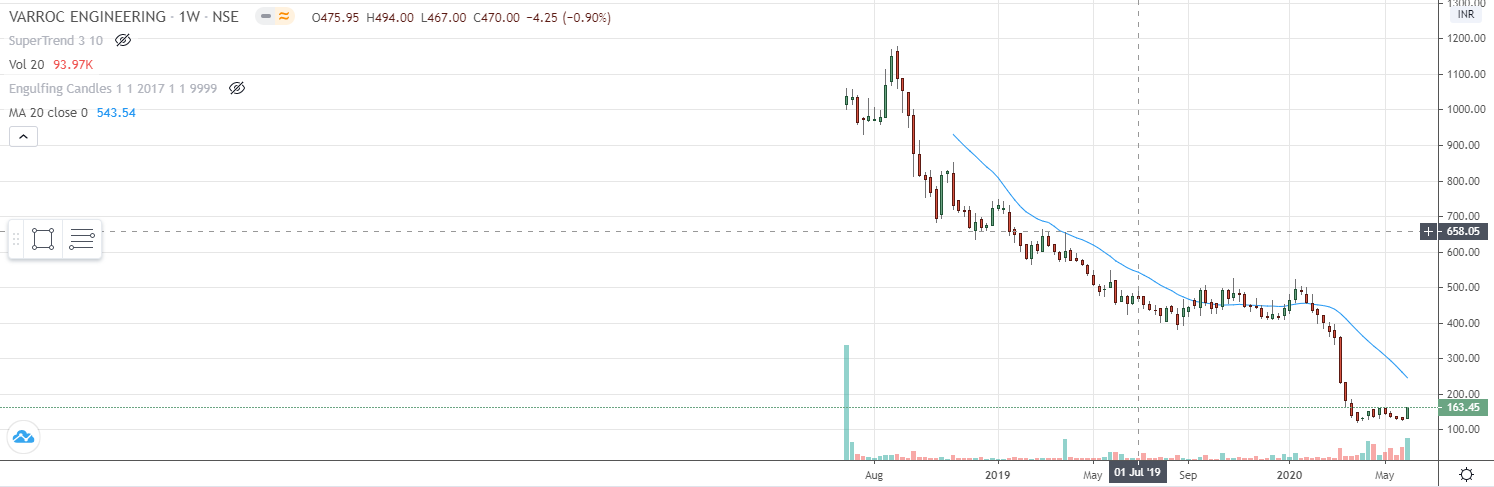 VARROC ENGINEERING · 1W · NSE O475.95 H494.00 L467.00 C470.00 −4.25 (−0.90%)
SuperTrend 3 10
Vol 20 93.97K
Engulfing Candles 1 1 2017 1 1 9999
MA 20 close 0 543.54
1300.00
INR
1200.00
1100.00
1000.00
900.00
800.00
700.00
658.05
600.00
500.00
400.00
300.00
200.00
163.45
100.00
Aug 2019 May 01 Jul '19 Sep 2020 May